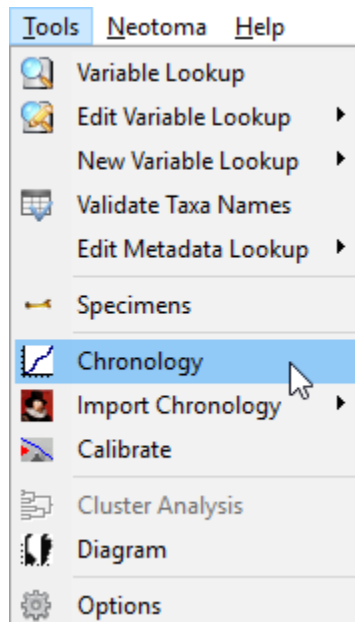 Tools Neotoma Help
Variable Lookup
Edit Variable Lookup
New Variable Lookup
Validate Taxa Names
Edit Metadata Lookup
Specimens
Chronology
Import Chronology
Calibrate
Cluster Analysis
Diagram
Options